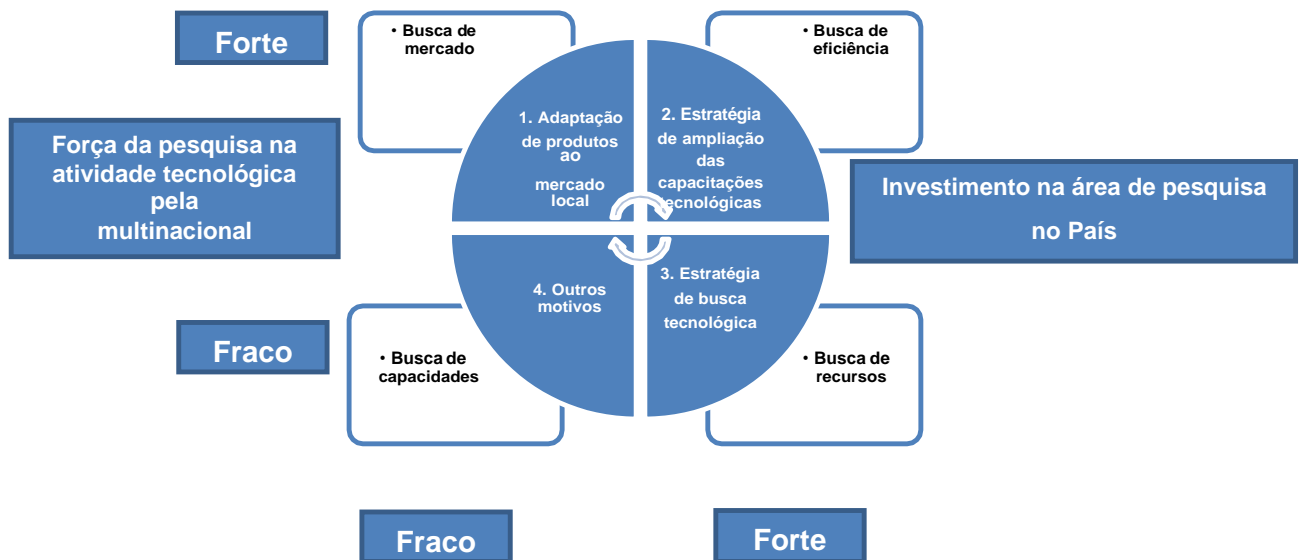 Forte
• Busca de
mercado
• Busca de
eficiência
1. Adaptação
de produtos
ao
mercado
local
2. Estratégia
de ampliação
das
capacitações
tecnológicas
Força da pesquisa na
atividade tecnológica
pela
multinacional
Investimento na área de pesquisa
no País
4. Outros
motivos
3. Estratégia
de busca
tecnológica
Fraco
• Busca de
capacidades
• Busca de
recursos
Fraco
Forte